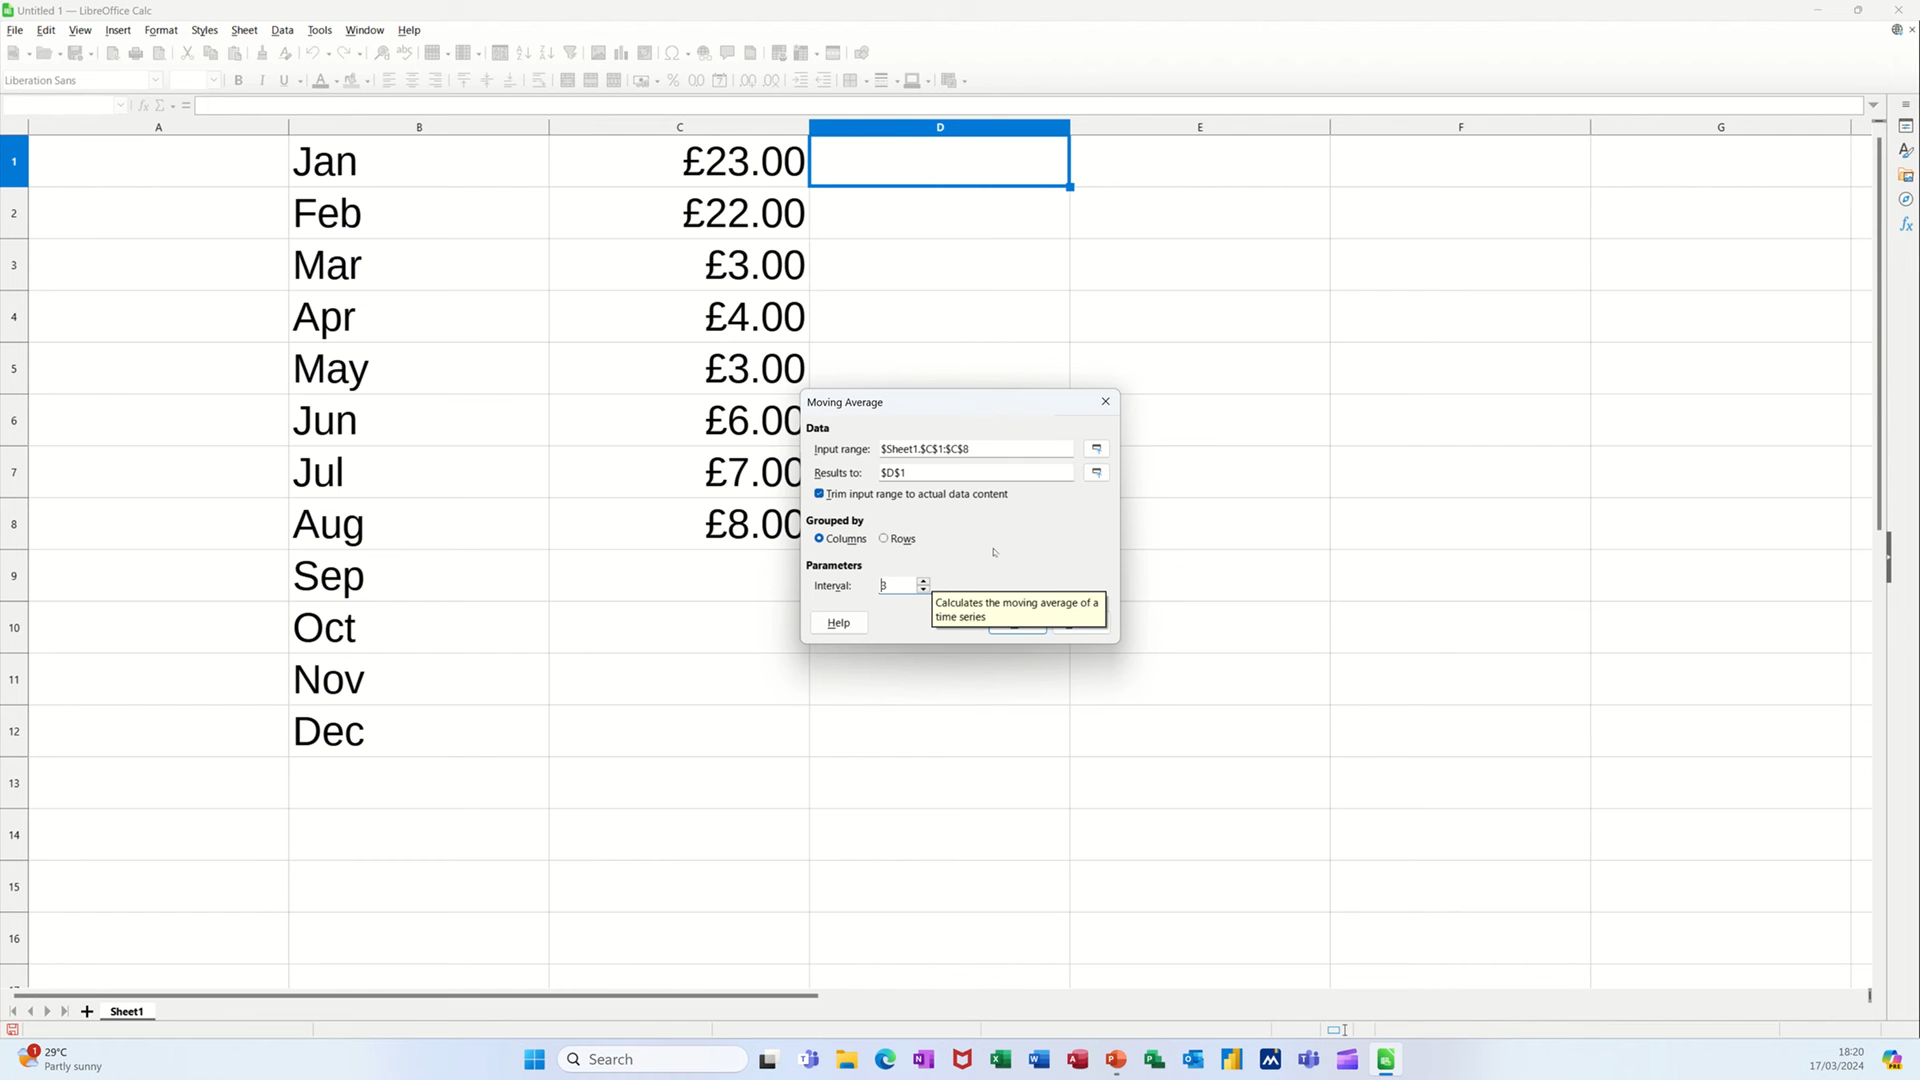 Untitled 1 — LibreOffice Calc
File Edit View Insert Format Styles Sheet Data Tools Window Help
Liberation Sans
A B C D E F G
1 Jan £23.00
2 Feb £22.00
3 Mar £3.00
4 Apr £4.00
5 May £3.00
6 Jun £6.00
7 Jul £7.00
8 Aug £8.00
9 Sep
10 Oct
11 Nov
12 Dec
13
14
15
16
Moving Average
Data
Input range: $Sheet1.$C$1:$C$8
Results to: $D$1
Trim input range to actual data content
Grouped by
Columns Rows
Parameters
Interval: 3
Calculates the moving average of a
time series
Help
Sheet1
1
29°C
Partly sunny
Search
18:20
17/03/2024
PRE